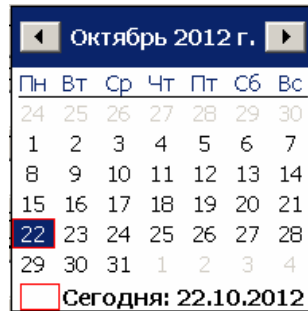 Октябрь 2012 г.
Пн Вт Ср Чт Пт Сб Вс
24 25 26 27 28 29 30
1 2 3 4 5 6 7
8 9 10 11 12 13 14
15 16 17 18 19 20 21
22 23 24 25 26 27 28
29 30 31 1 2 3 4
Сегодня: 22.10.2012